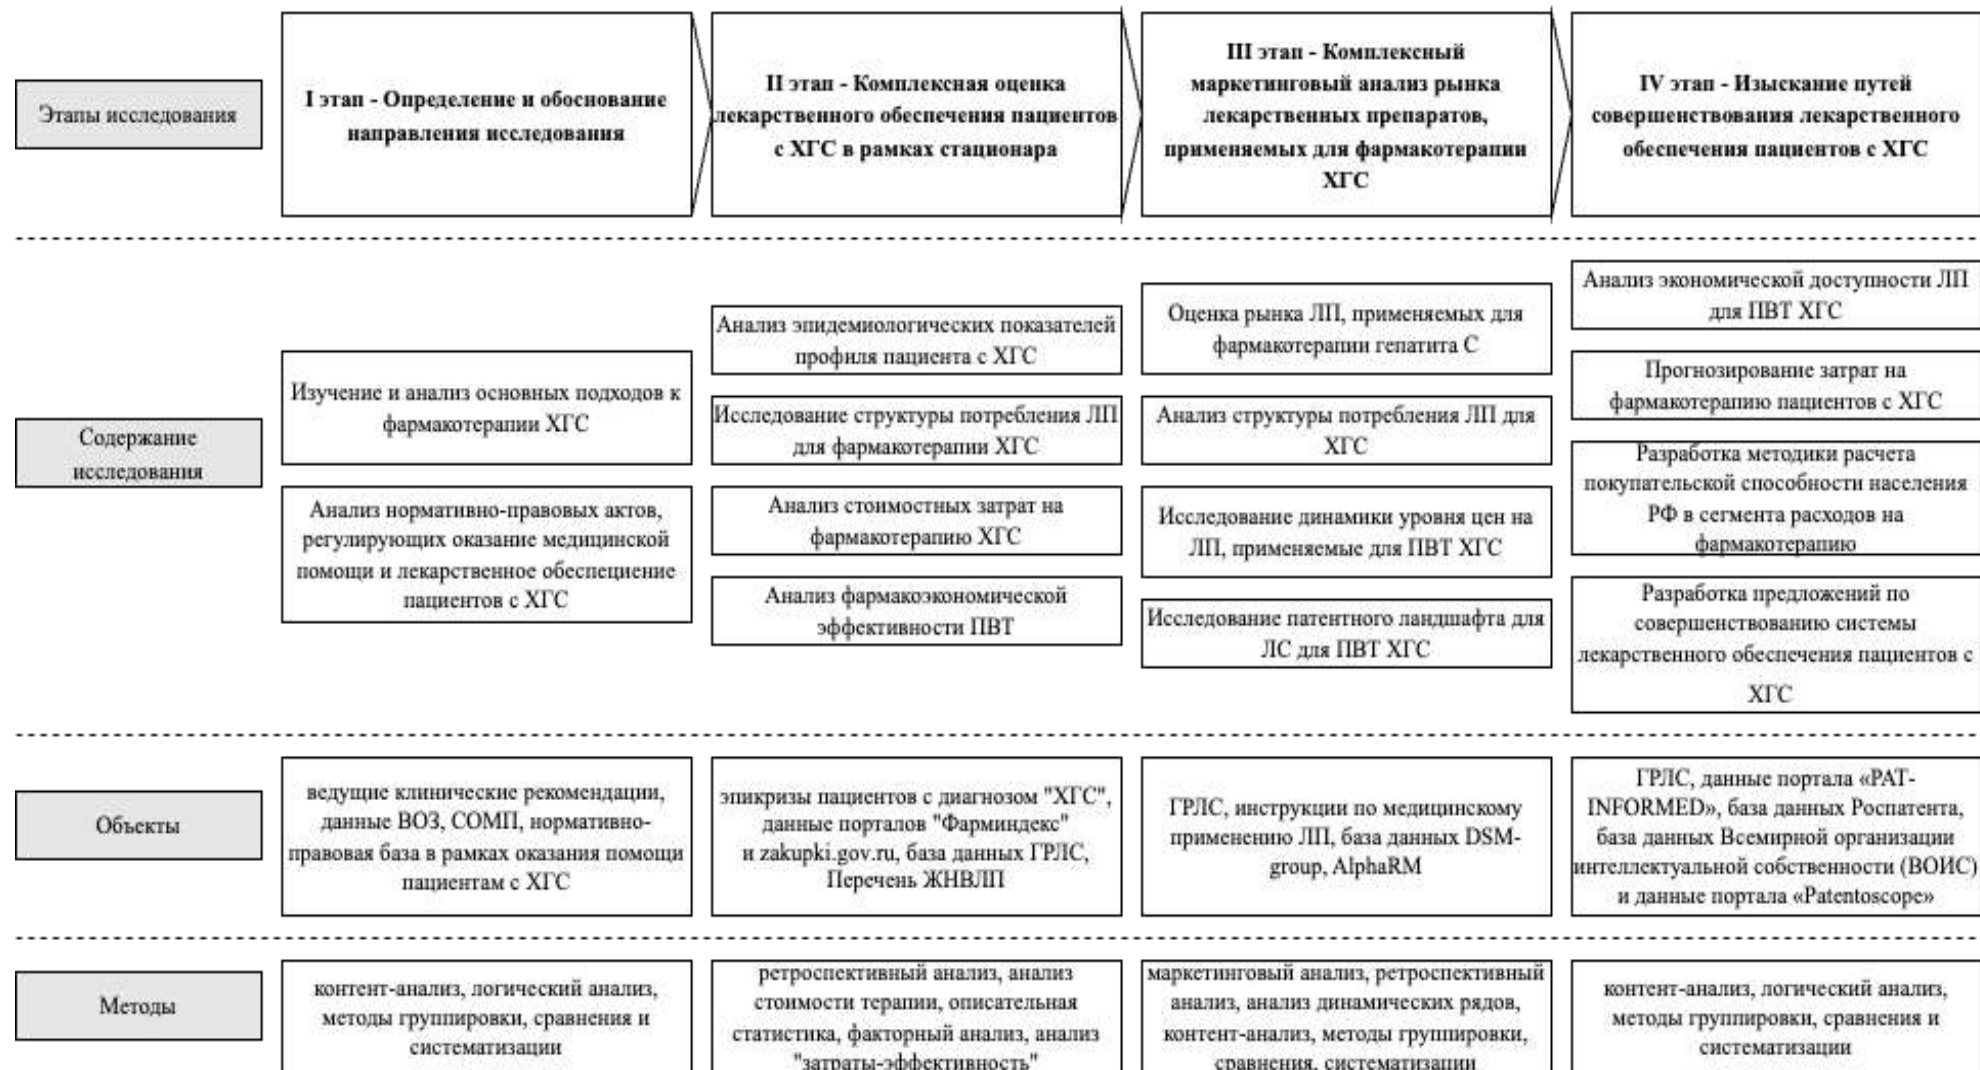 Этапы исследования
I этап - Определение и обоснование
направления исследования
II этап - Комплексная оценка
лекарственного обеспечения пациентов
с ХГС в рамках стационара
III этап - Комплексный
маркетинговый анализ рынка
лекарственных препаратов,
применяемых для фармакотерапии
ХГС
IV этап - Изыскание путей
совершенствования лекарственного
обеспечения пациентов с ХГС
Содержание
исследования
Изучение и анализ основных подходов к
фармакотерапии ХГС
Анализ нормативно-правовых актов,
регулирующих оказание медицинской
помощи и лекарственное обеспециение
пациентов с ХГС
Анализ эпидемиологических показателей
профиля пациента с ХГС
Исследование структуры потребления ЛП
для фармакотерапии ХГС
Анализ стоимостных затрат на
фармакотерапию ХГС
Анализ фармакоэкономической
эффективности ПВТ
Оценка рынка ЛП, применяемых для
фармакотерапии гепатита С
Анализ структуры потребления ЛП для
ХГС
Исследование динамики уровня цен на
ЛП, применяемые для ПВТ ХГС
Исследование патентного ландшафта для
ЛС для ПВТ ХГС
Анализ экономической доступности ЛП
для ПВТ ХГС
Прогнозирование затрат на
фармакотерапию пациентов с ХГС
Разработка методики расчета
покупательской способности населения
РФ в сегмента расходов на
фармакотерапию
Разработка предложений по
совершенствованию системы
лекарственного обеспечения пациентов с
ХГС
Объекты
ведущие клинические рекомендации,
данные ВОЗ, СОМП, нормативно-
правовая база в рамках оказания помощи
пациентам с ХГС
эпикризы пациентов с диагнозом "ХГС",
данные порталов "Фарминдекс"
и zakupki.gov.ru, база данных ГРЛС,
Перечень ЖНВЛП
ГРЛС, инструкции по медицинскому
применению ЛП, база данных DSM-
group, AlphaRM
ГРЛС, данные портала «PAT-
INFORMED», база данных Роспатента,
база данных Всемирной организации
интеллектуальной собственности (ВОИС)
и данные портала «Patentoscope»
Методы
контент-анализ, логический анализ,
методы группировки, сравнения и
систематизации
ретроспективный анализ, анализ
стоимости терапии, описательная
статистика, факторный анализ, анализ
"затраты-эффективность"
маркетинговый анализ, ретроспективный
анализ, анализ динамических рядов,
контент-анализ, методы группировки,
сравнения, систематизации
контент-анализ, логический анализ,
методы группировки, сравнения и
систематизации